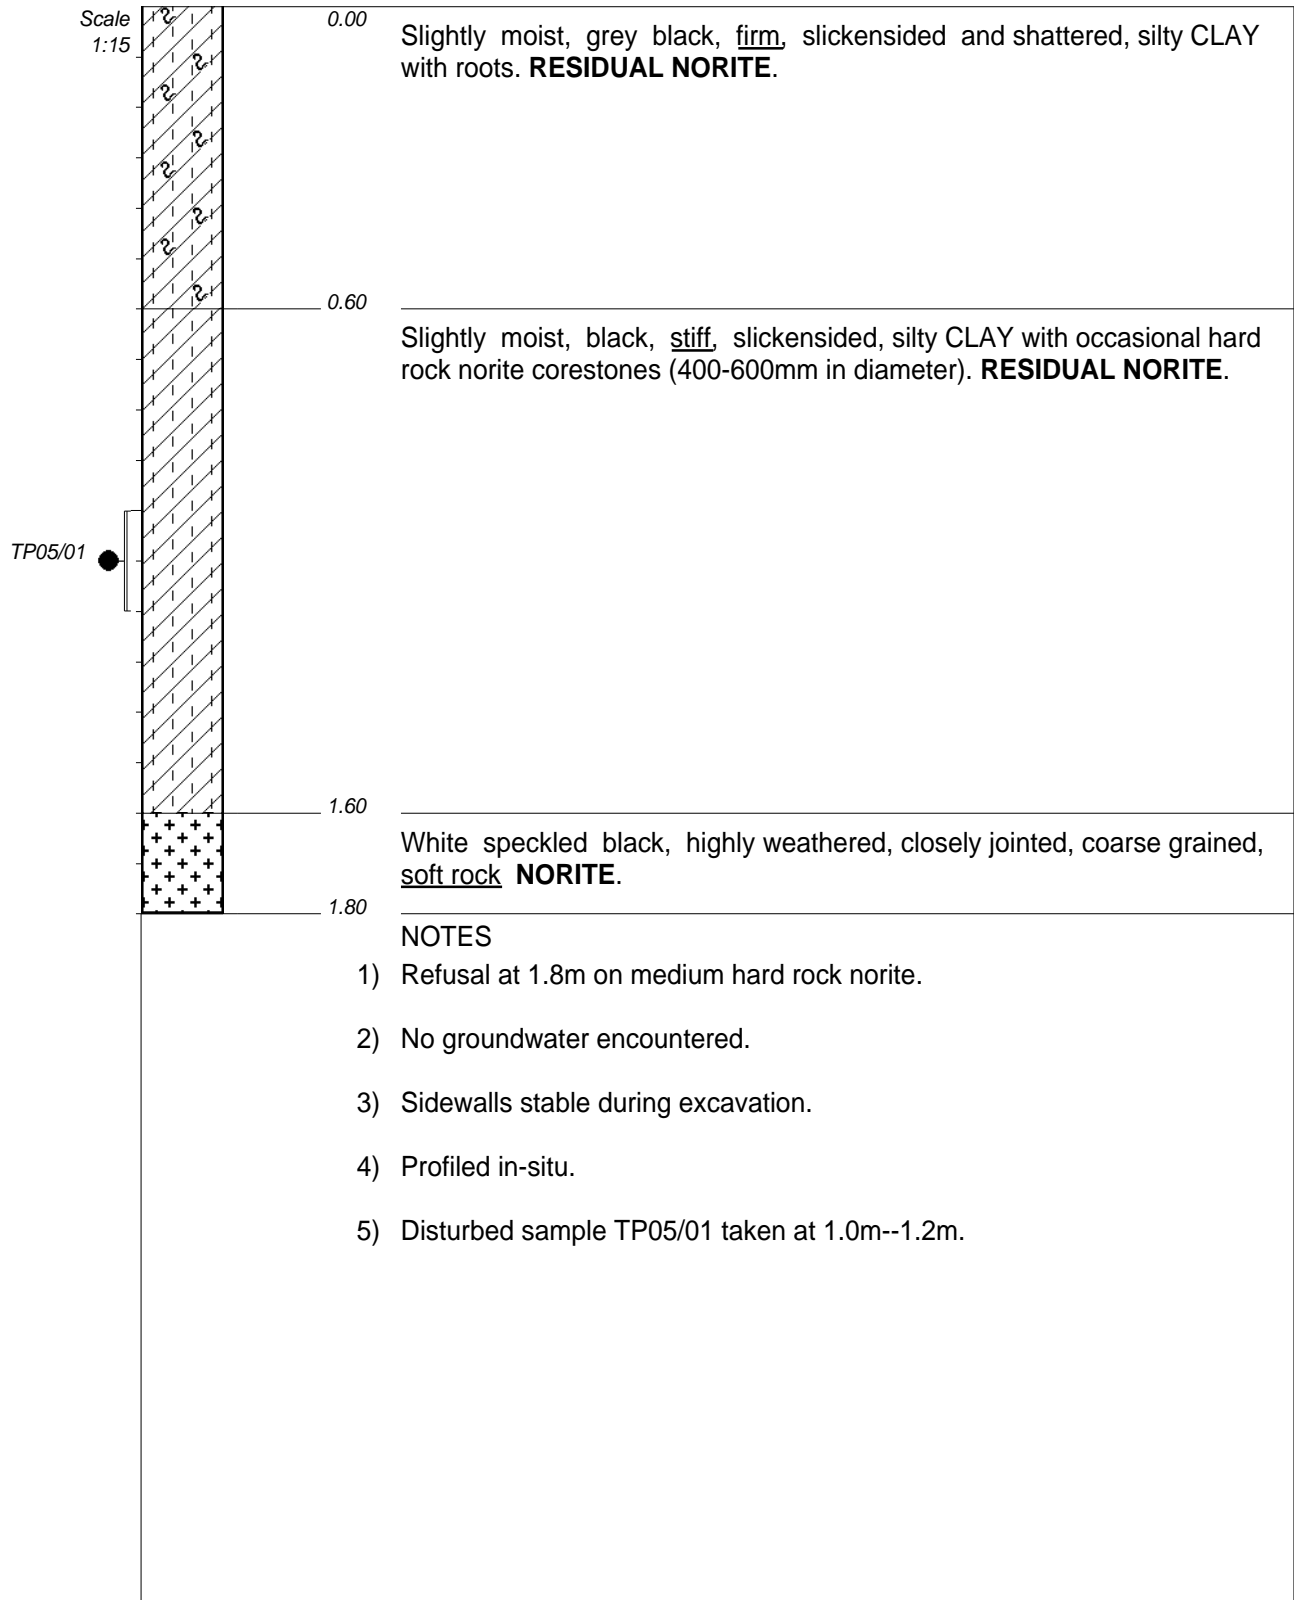 Scale
1:15
0.00
Slightly moist, grey black, firm, slickensided and shattered, silty CLAY
with roots. RESIDUAL NORITE.
0.60
Slightly moist, black, stiff, slickensided, silty CLAY with occasional hard
rock norite corestones (400-600mm in diameter). RESIDUAL NORITE.
TP05/01
1.60
White speckled black, highly weathered, closely jointed, coarse grained,
soft rock NORITE.
1.80
NOTES
1) Refusal at 1.8m on medium hard rock norite.
2) No groundwater encountered.
3) Sidewalls stable during excavation.
4) Profiled in-situ.
5) Disturbed sample TP05/01 taken at 1.0m--1.2m.